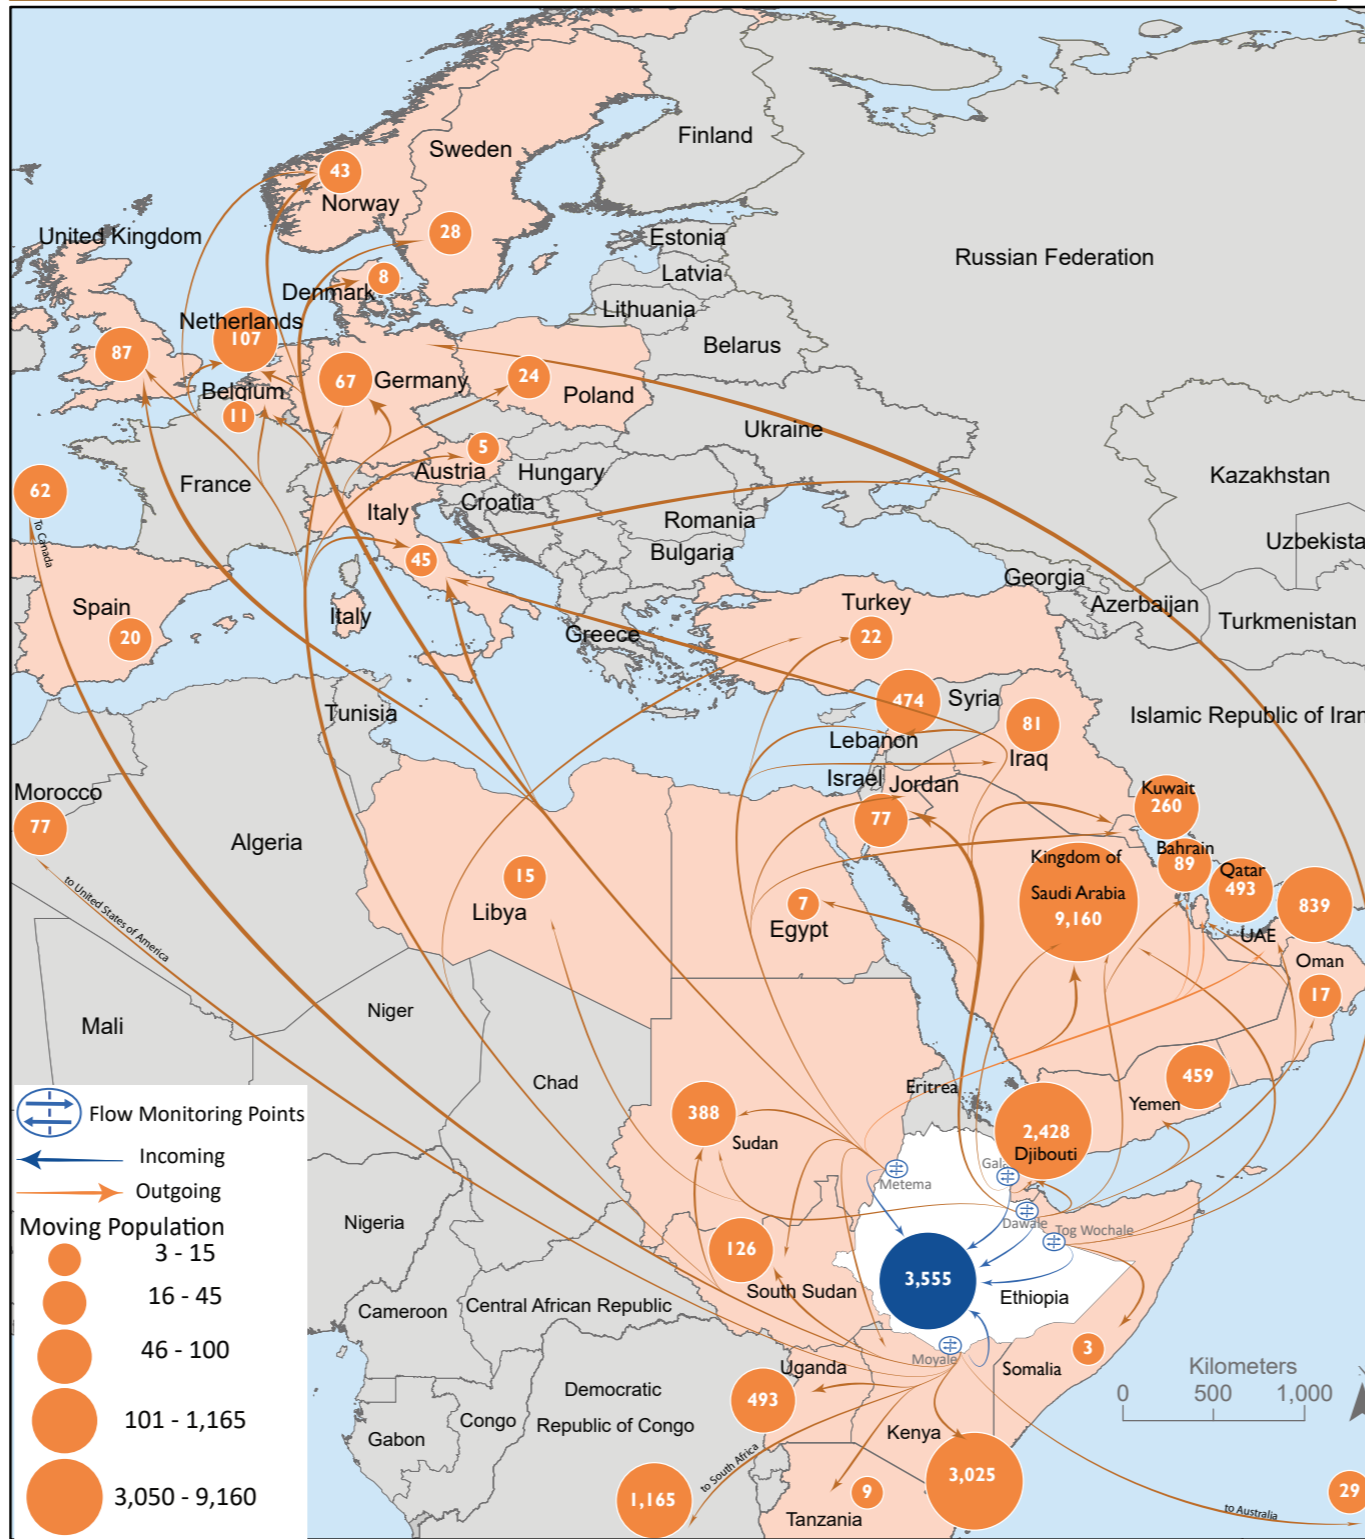 Finland
Sweden
43
Norway
United Kingdom
28
Estonia
Russian Federation
Latvia
8
Denmark
Lithuania
Netherlands
107
Belarus
87
67
Germany
24
Poland
Belgium
11
Ukraine
5
Austria
Hungary
Kazakhstan
France
62
Croatia
Italy
Romania
To Canada
45
Bulgaria
Uzbekista
Georgia
Azerbaijan
Spain
Italy
Turkey
Turkmenistan
20
Greece
22
474
Syria
Tunisia
81
Islamic Republic of Iran
Lebanon
Iraq
Israel
Jordan
Kuwait
260
Morocco
77
77
Algeria
Bahrain
89
Kingdom of
Saudi Arabia
9,160
Qatar
493
15
Libya
7
Egypt
839
UAE
to United States of America
Oman
17
Niger
Mali
Chad
Eritrea
459
Yemen
388
Sudan
2,428
Djibouti
Flow Monitoring Points
Incoming
Outgoing
Gala
Metema
Moving Population
Nigeria
Dawale
Tog Wochale
3 - 15
126
3,555
South Sudan
Ethiopia
16 - 45
Cameroon
Central African Republic
46 - 100
Moyale
3
Somalia
Uganda
Kilometers
0 500 1,000
Democratic
Republic of Congo
493
101 - 1,165
Congo
Gabon
Kenya
to South Africa
3,025
3,050 - 9,160
1,165
9
Tanzania
29
to Australia